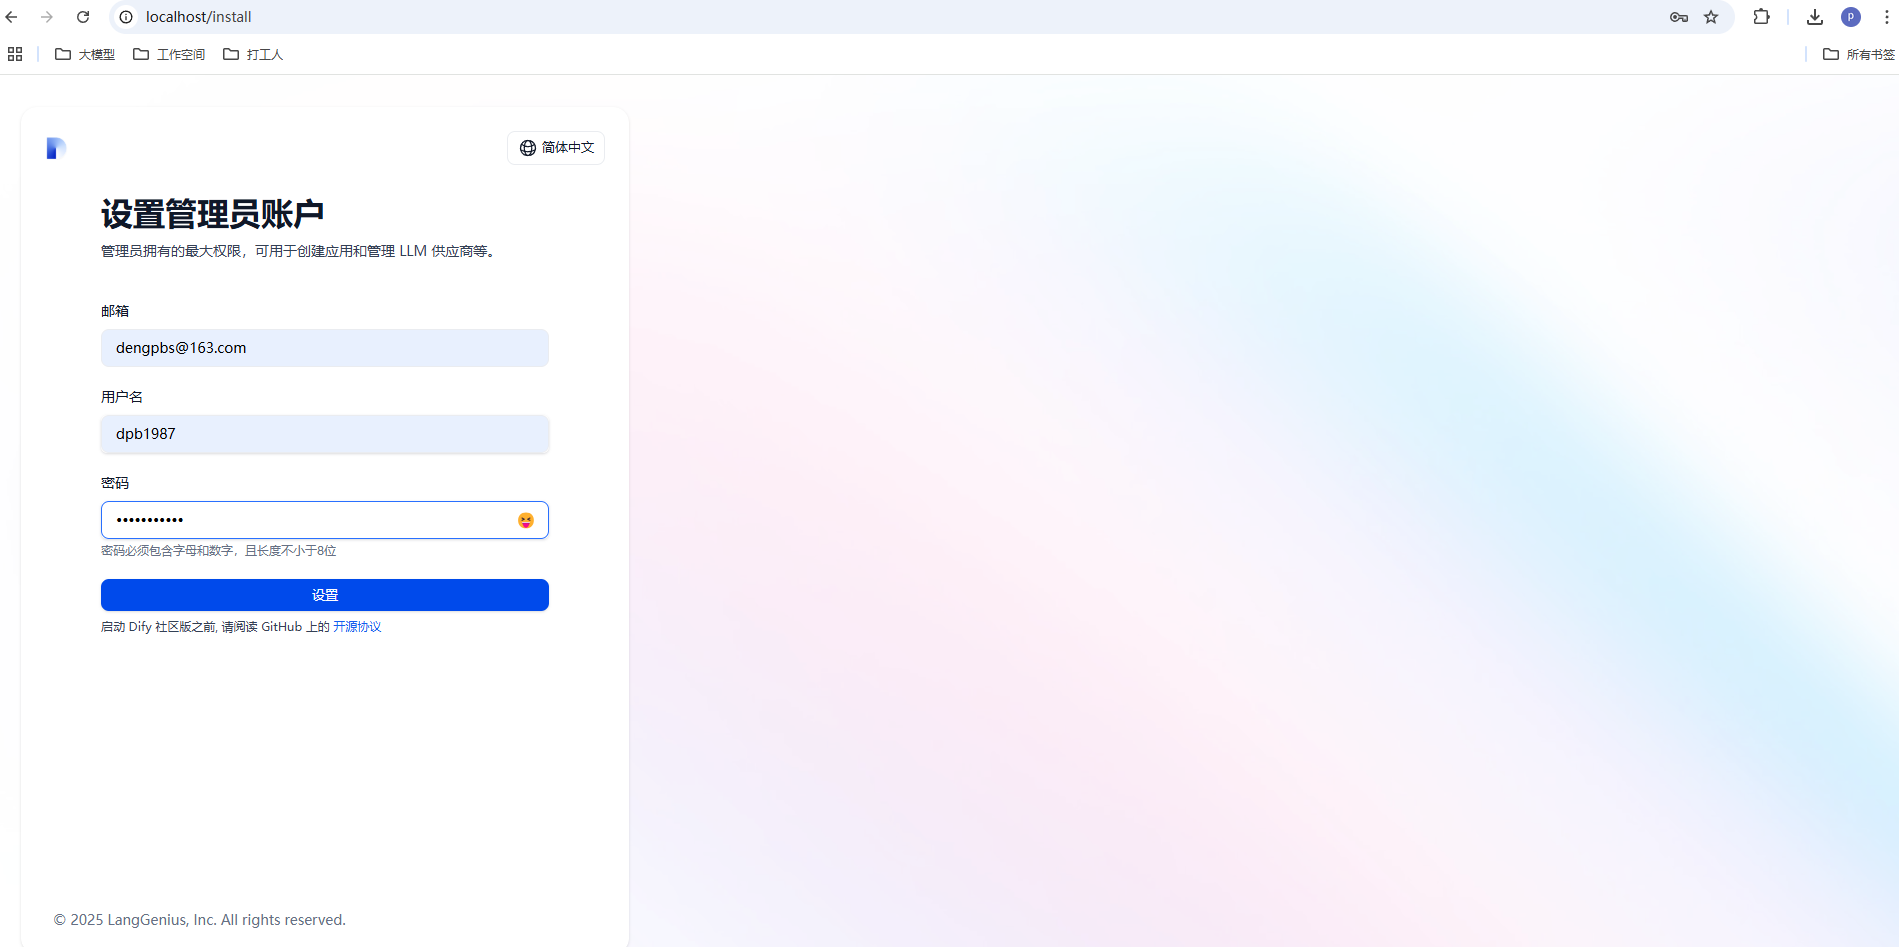 localhost/install
p
大模型
工作空间
打工人
所有书签
简体中文
设置管理员账户
管理员拥有的最大权限，可用于创建应用和管理 LLM 供应商等。
邮箱
dengpbs@163.com
用户名
dpb1987
密码
•••••••••••
密码必须包含字母和数字，且长度不小于8位
设置
启动 Dify 社区版之前, 请阅读 GitHub 上的 开源协议
© 2025 LangGenius, Inc. All rights reserved.